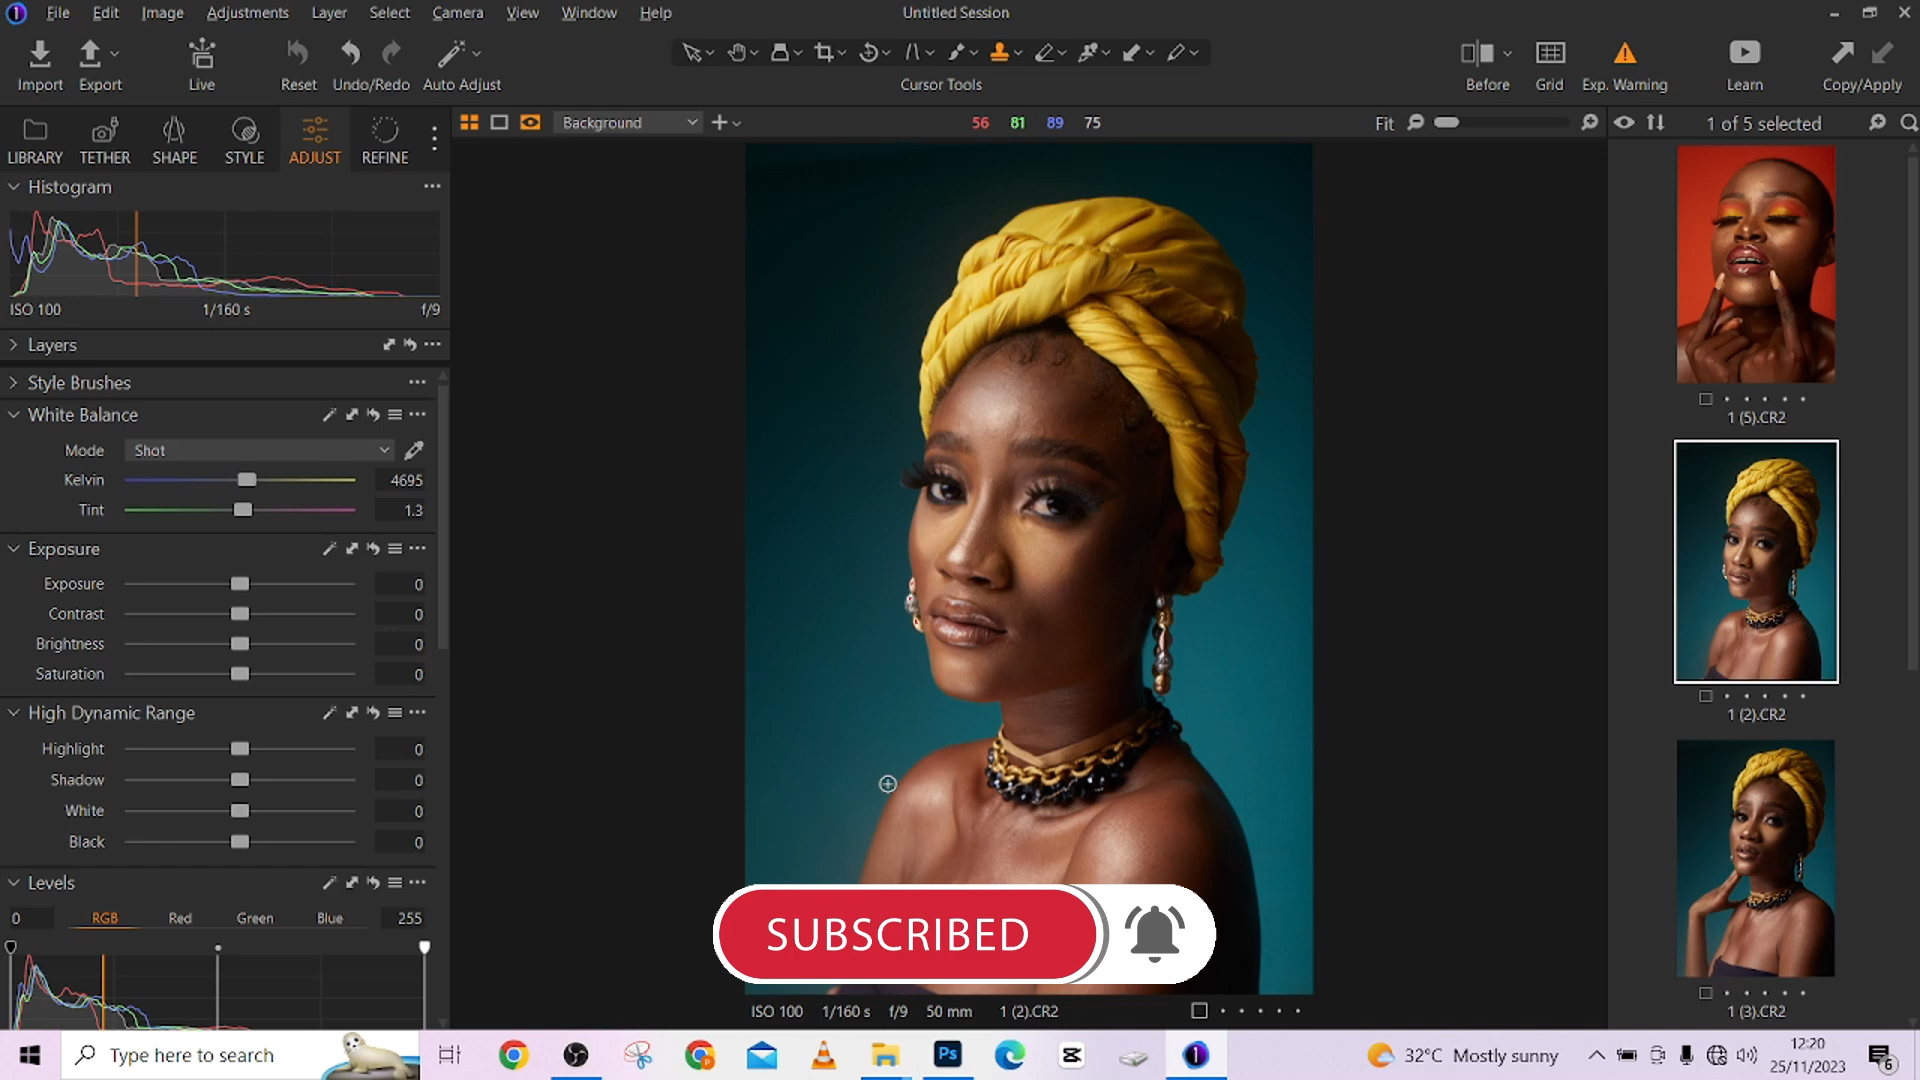 File Edit Image Adjustments Layer Select Camera View Window Help
Untitled Session
Import Export Live Reset Undo/Redo Auto Adjust
Cursor Tools
Before Grid Exp. Warning Learn Copy/Apply
LIBRARY TETHER SHAPE STYLE ADJUST REFINE
Background
56 81 89 75
Fit
1 of 5 selected
Histogram
ISO 100 1/160 s f/9
Layers
Style Brushes
White Balance
Mode Shot
Kelvin 4695
Tint 1.3
Exposure
Exposure 0
Contrast 0
Brightness 0
Saturation 0
High Dynamic Range
Highlight 0
Shadow 0
White 0
Black 0
Levels
0 RGB Red Green Blue 255
SUBSCRIBED
ISO 100 1/160 s f/9 50 mm 1 (2).CR2
1 (5).CR2
1 (2).CR2
1 (3).CR2
Type here to search
Ps
32°C Mostly sunny
12:20
25/11/2023
6